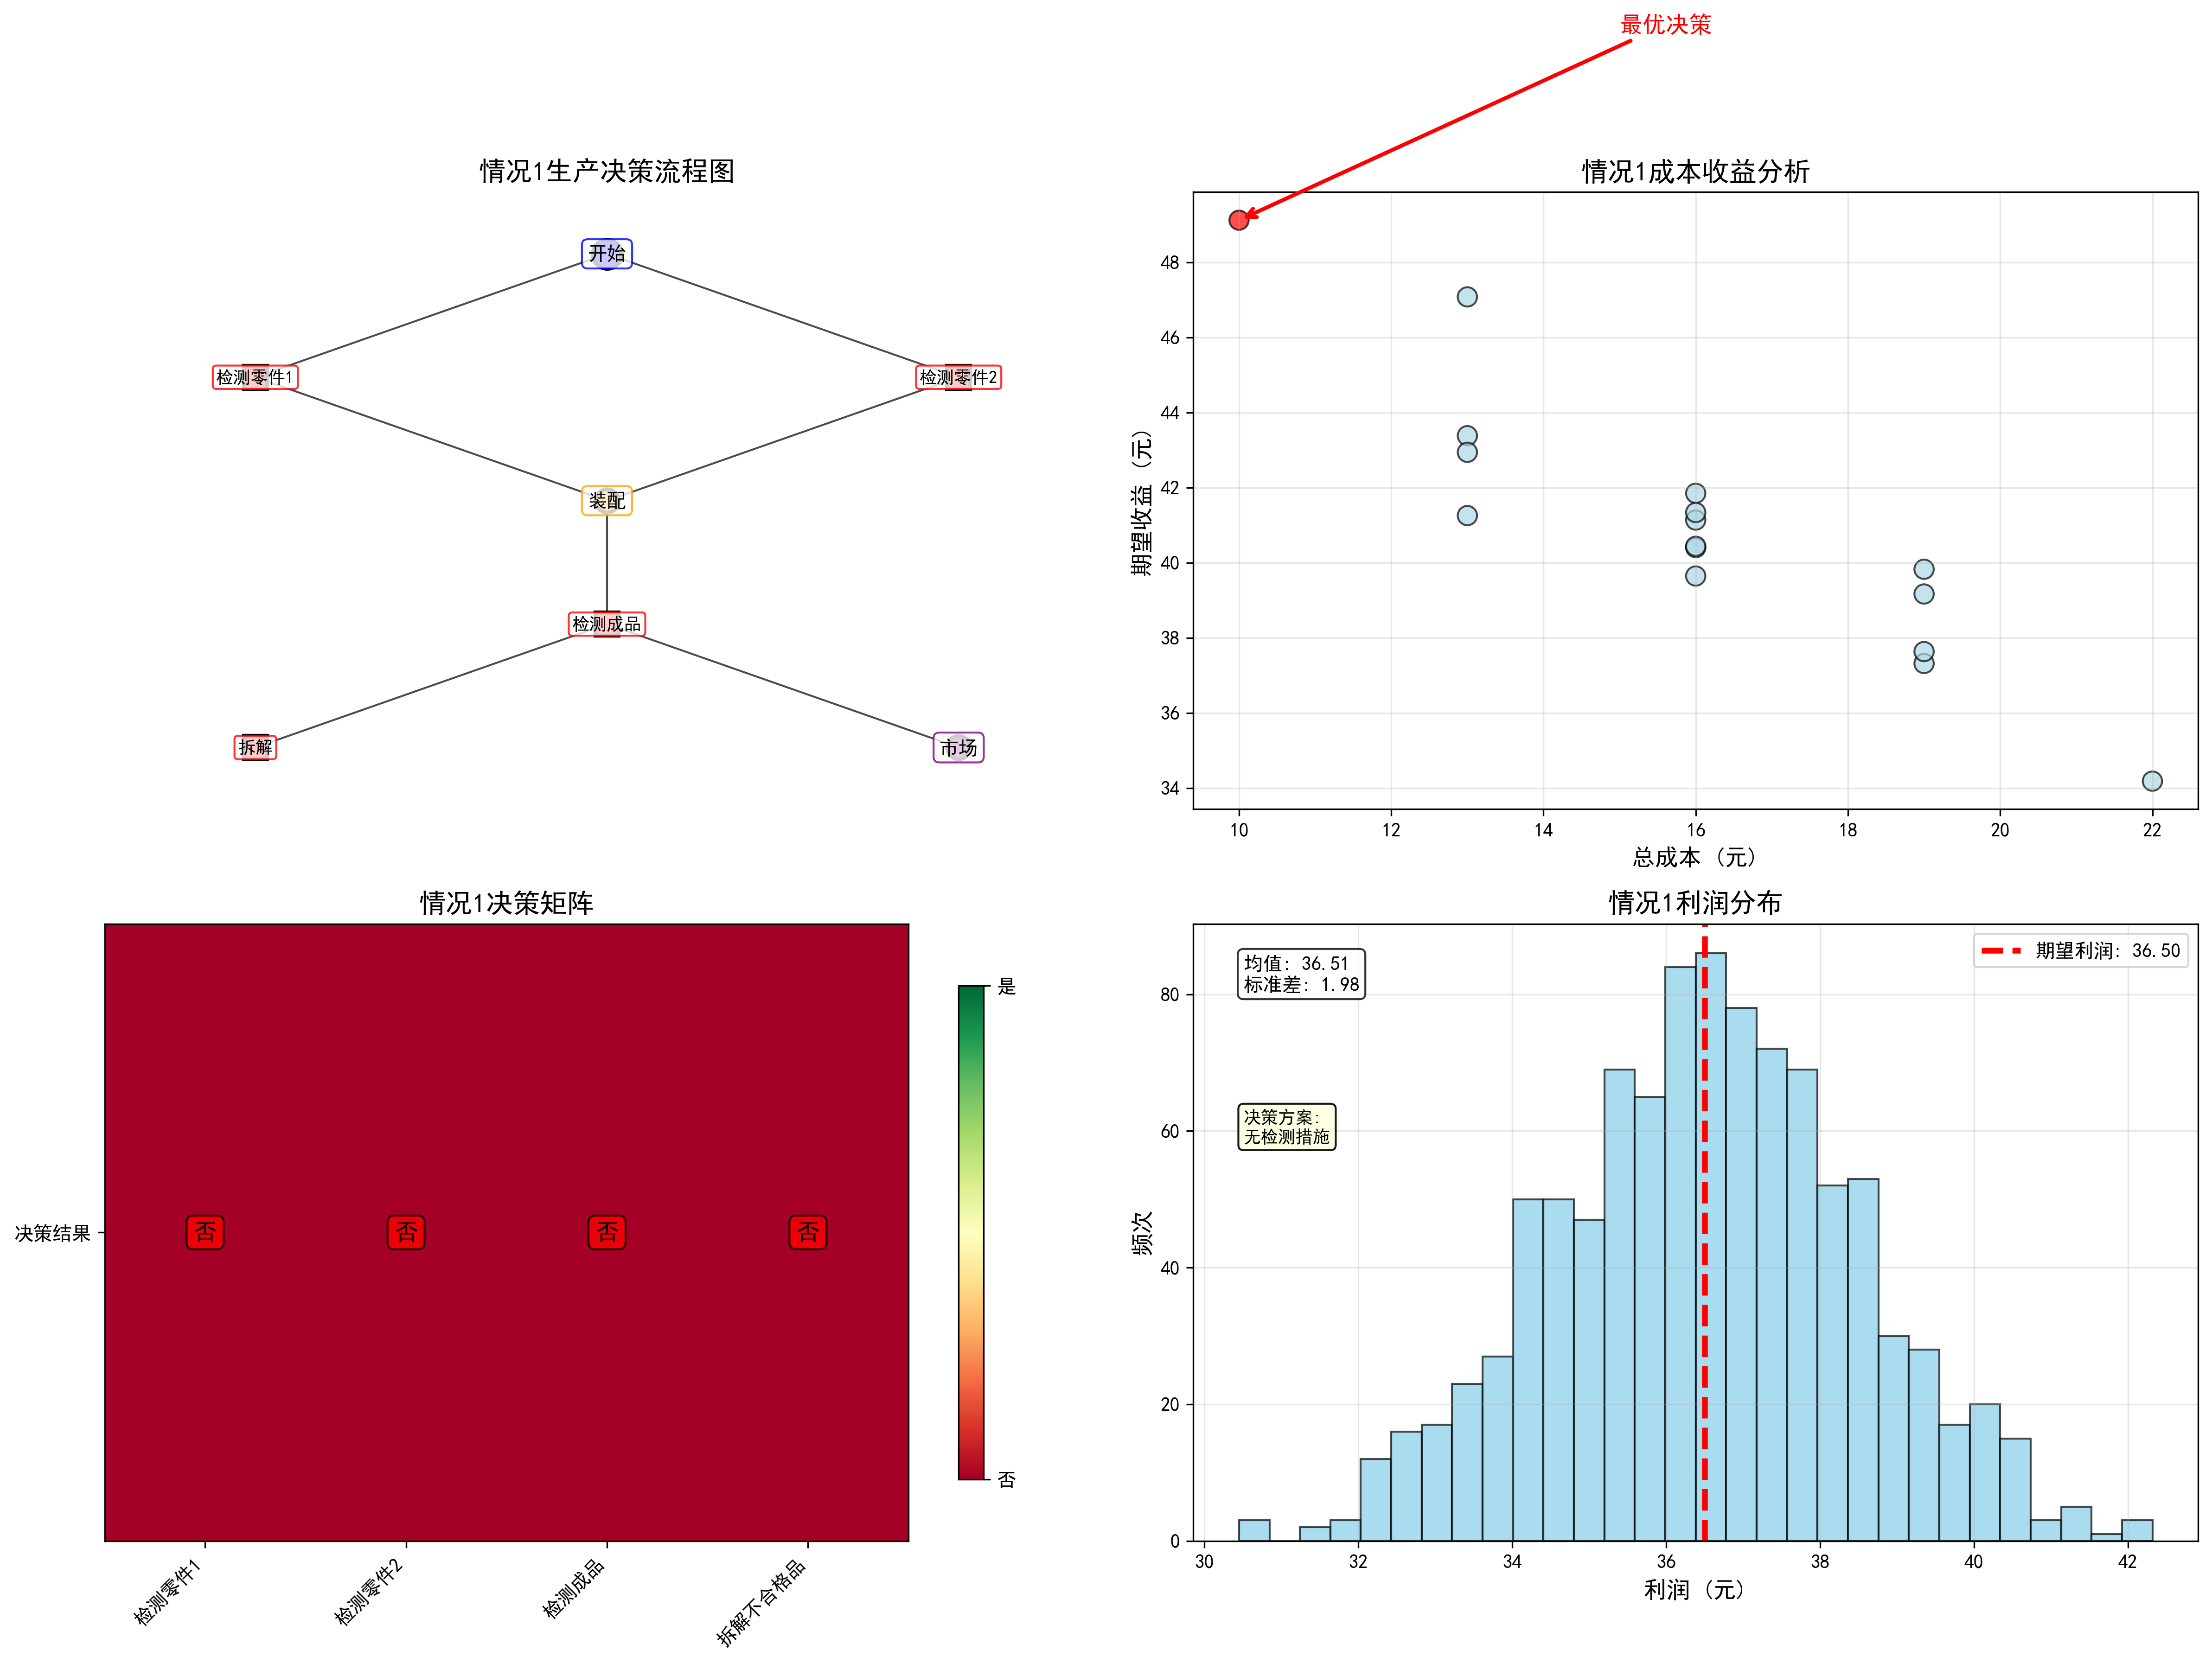 最优决策
情况1生产决策流程图
开始
检测零件1
检测零件2
装配
检测成品
拆解
市场
情况1成本收益分析
期望收益 (元)
48
46
44
42
40
38
36
34
10
12
14
16
18
20
22
总成本 (元)
情况1决策矩阵
决策结果
否
否
否
否
检测零件1
检测零件2
检测成品
拆解不合格品
是
否
情况1利润分布
期望利润: 36.50
均值: 36.51
标准差: 1.98
决策方案:
无检测措施
频次
80
60
40
20
0
30
32
34
36
38
40
42
利润 (元)